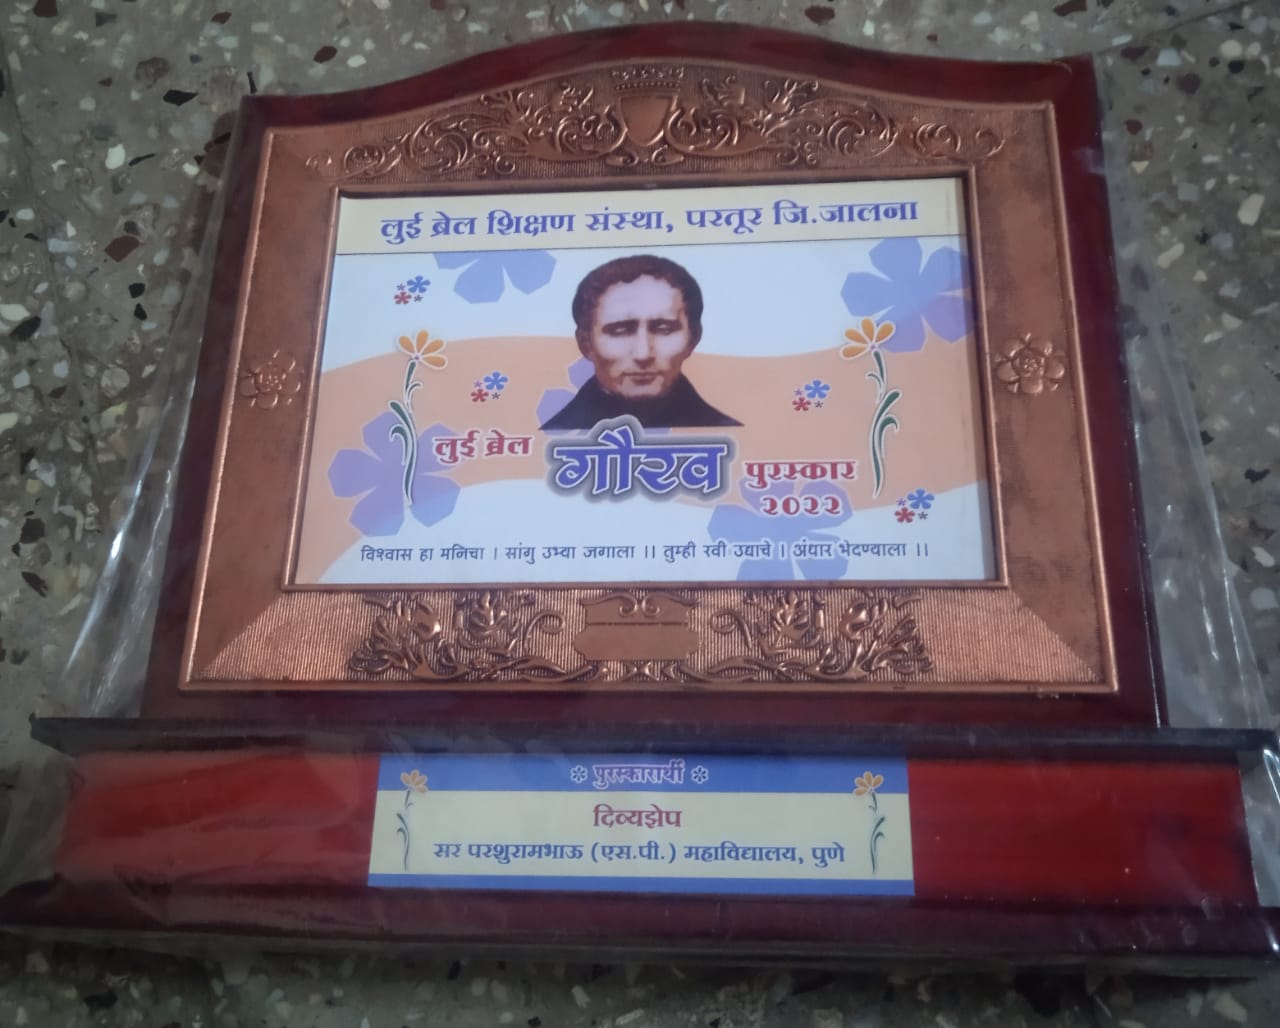 लुई ब्रेल शिक्षण संस्था, परतूर जि.जालना
लुई ब्रेल गौरव पुरस्कार
२०२२
विश्वास हा मनिचा । सांगु उभ्या जगाला ।। तुम्ही रवी उद्याचे । अंधार भेदण्याला ।।
पुरस्कारार्थी
दिव्यझेप
सर परशुरामभाऊ (एस.पी.) महाविद्यालय, पुणे